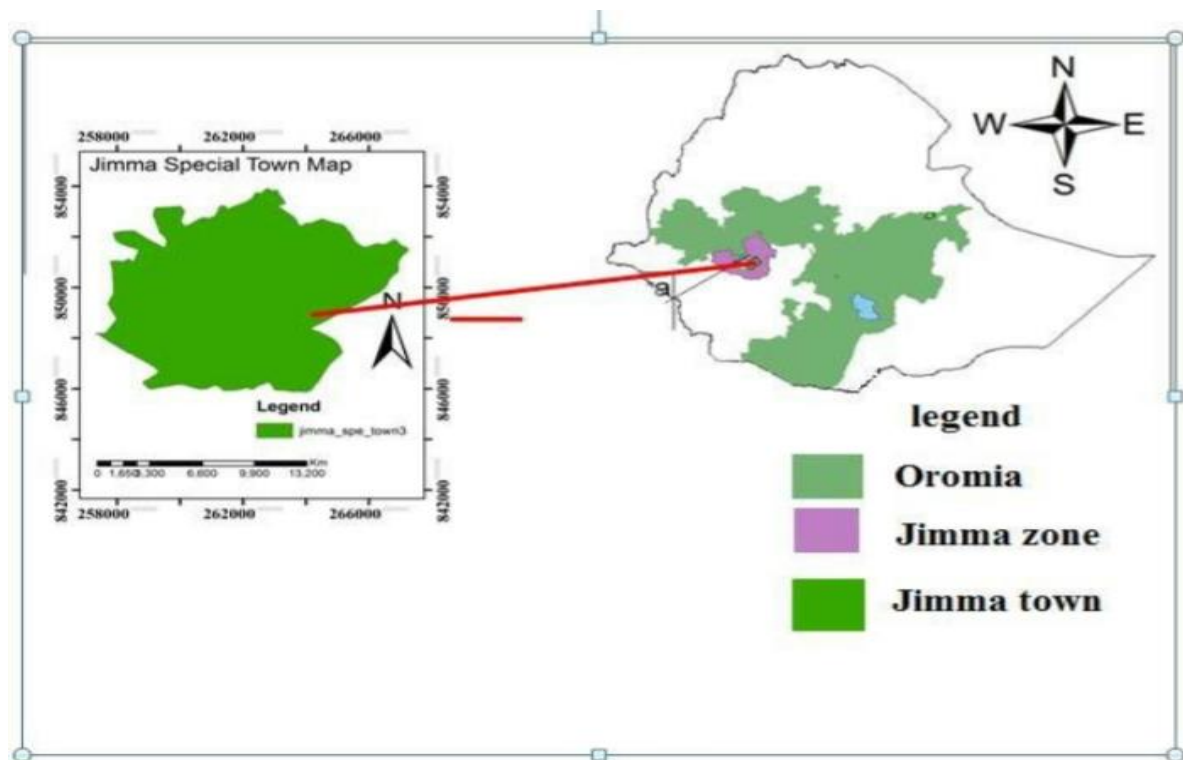 258000 262000 266000
Jimma Special Town Map
854000 854000
850000 850000
846000 846000
842000 842000
N
Legend
jimma_spe_town3
Km
0 1.650 3.300 6.600 9.900 13.200
258000 262000 266000
N
W E
S
a
legend
Oromia
Jimma zone
Jimma town